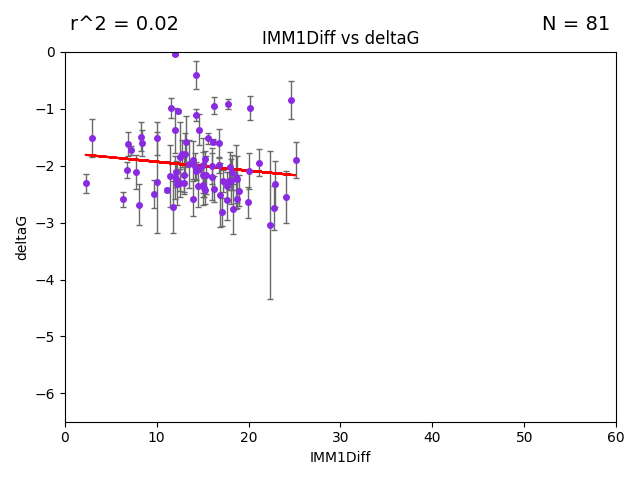 r^2 = 0.02
N = 81
IMM1Diff vs deltaG
0
−1
−2
−3
−4
−5
−6
deltaG
0 10 20 30 40 50 60
IMM1Diff